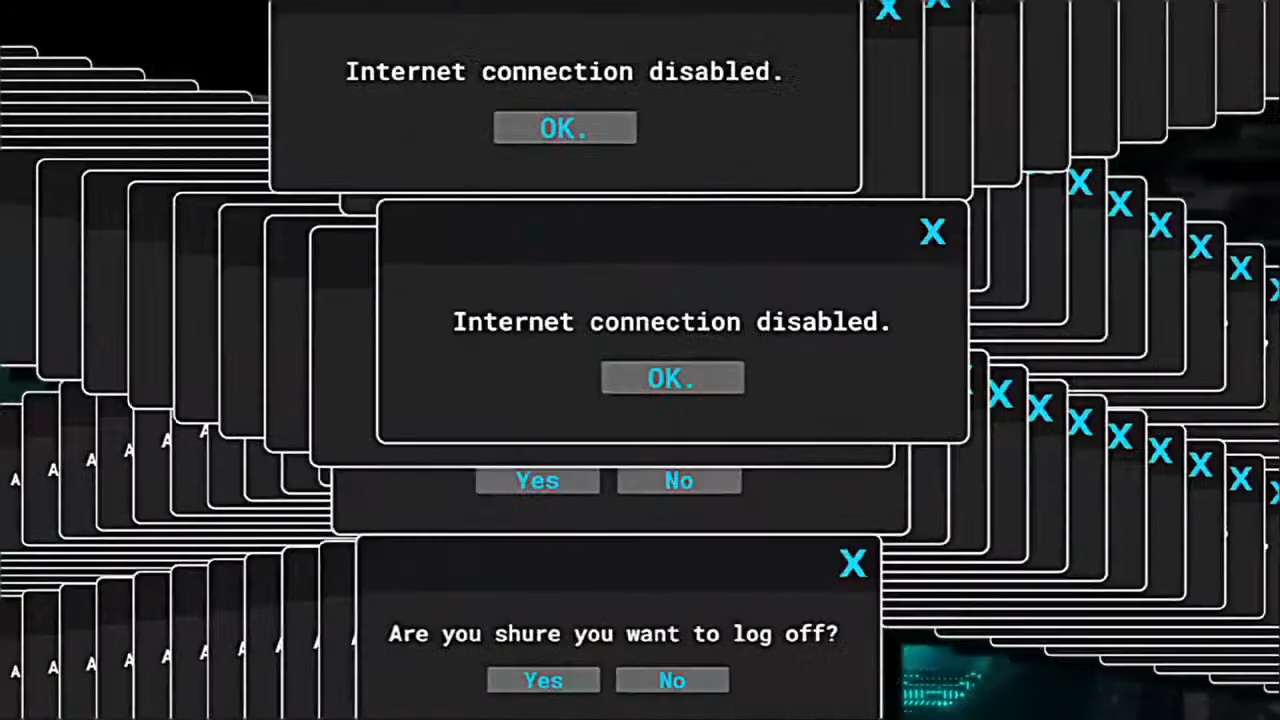 X X
Internet connection disabled.
OK.
X
X
X
X
X
X
Internet connection disabled.
OK.
X
X
X
X
X
X
X
A A A A A A
Yes No
X
Are you shure you want to log off?
A A A A A A
Yes No